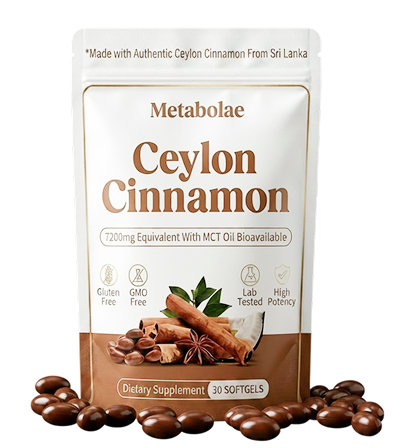 *Made with Authentic Ceylon Cinnamon From Sri Lanka
Metabolae
Ceylon
Cinnamon
7200mg Equivalent With MCT Oil Bioavailable
Gluten
Free
GMO
Free
Lab
Tested
High
Potency
Dietary Supplement
30 SOFTGELS